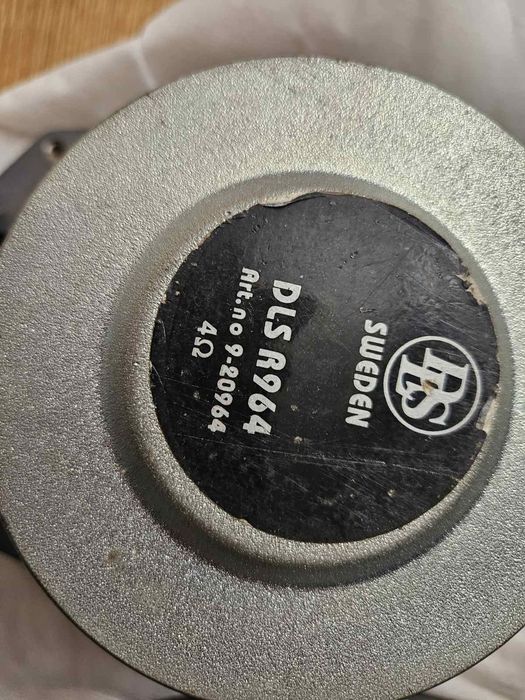 DLS
SWEDEN
DLS R964
Art.no 9-20964
4Ω